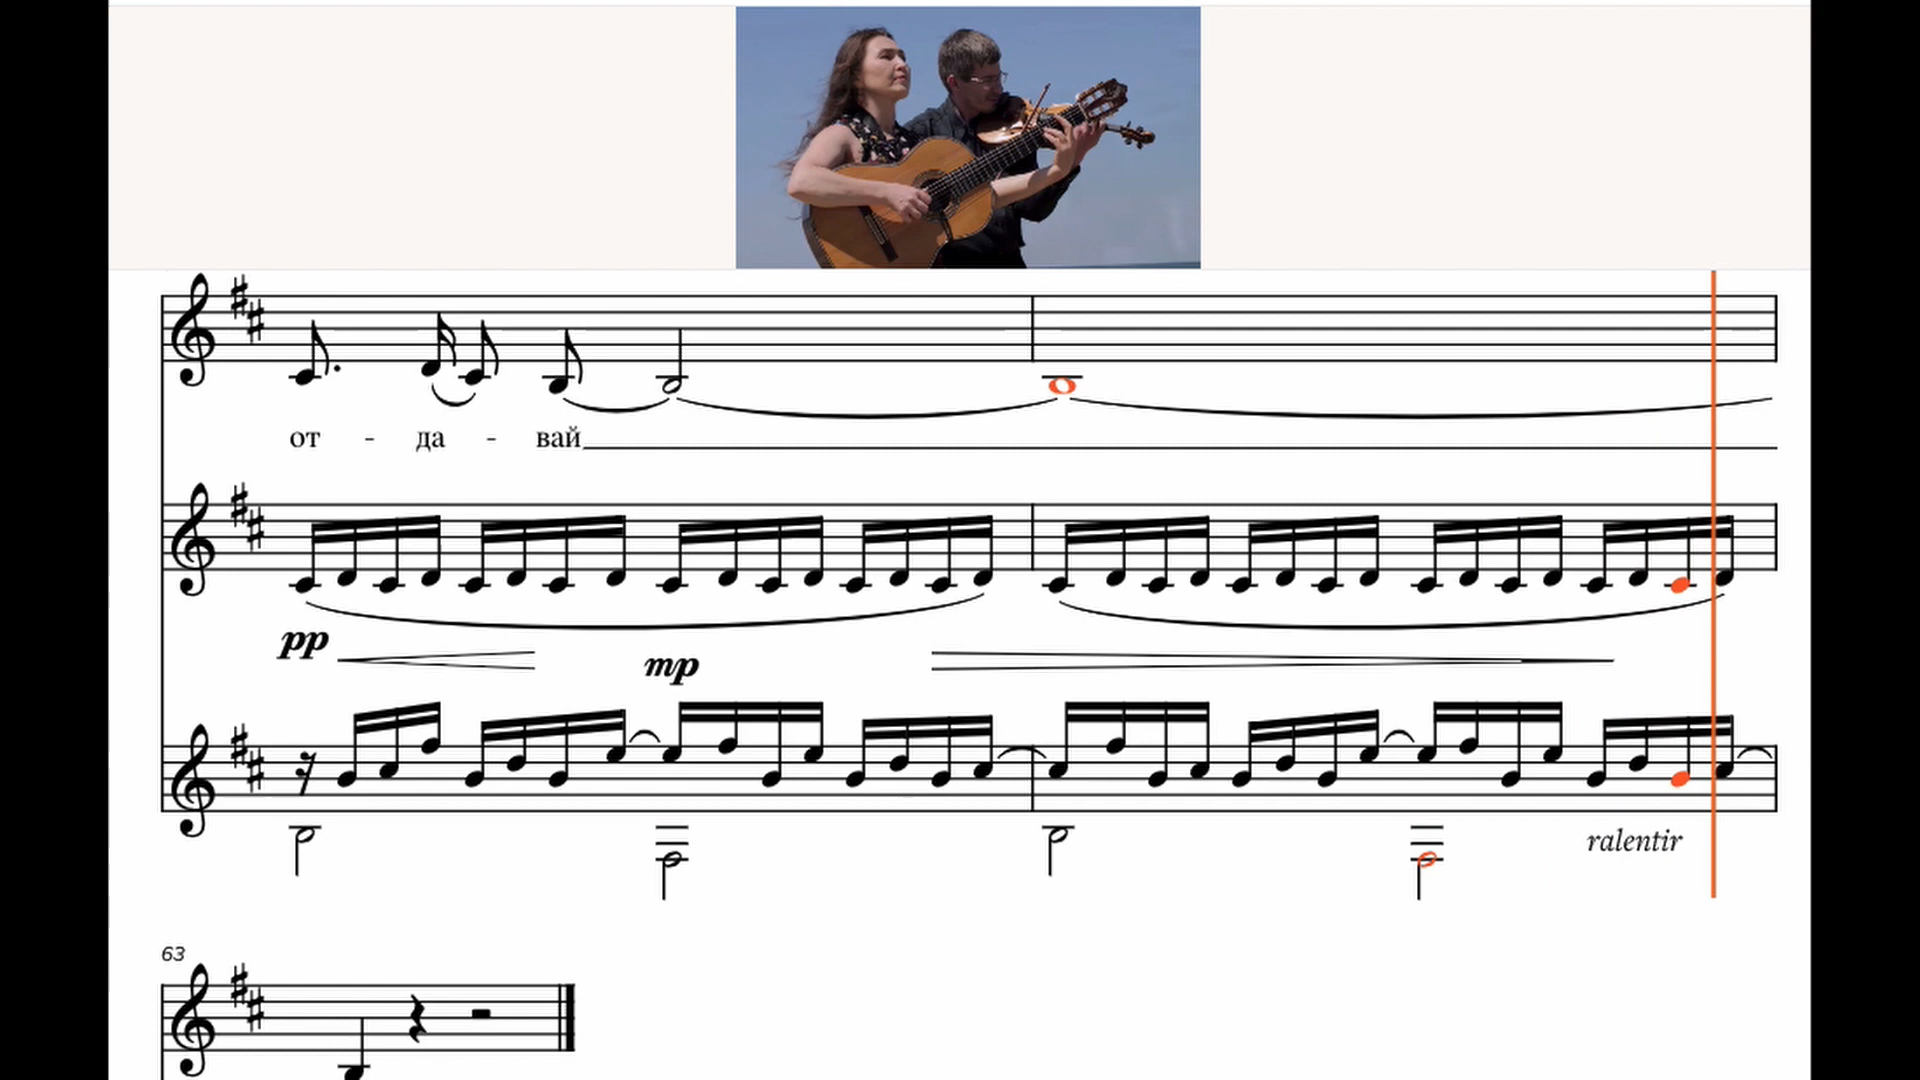 от - да - вай
pp mp
ralentir
63